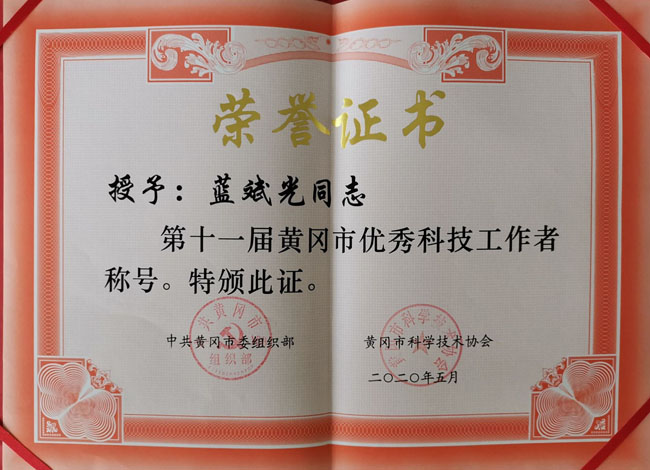 荣誉证书
授予：蓝斌光同志
第十一届黄冈市优秀科技工作者
称号。特颁此证。
中共黄冈市委组织部 黄冈市科学技术协会
二〇二〇年五月